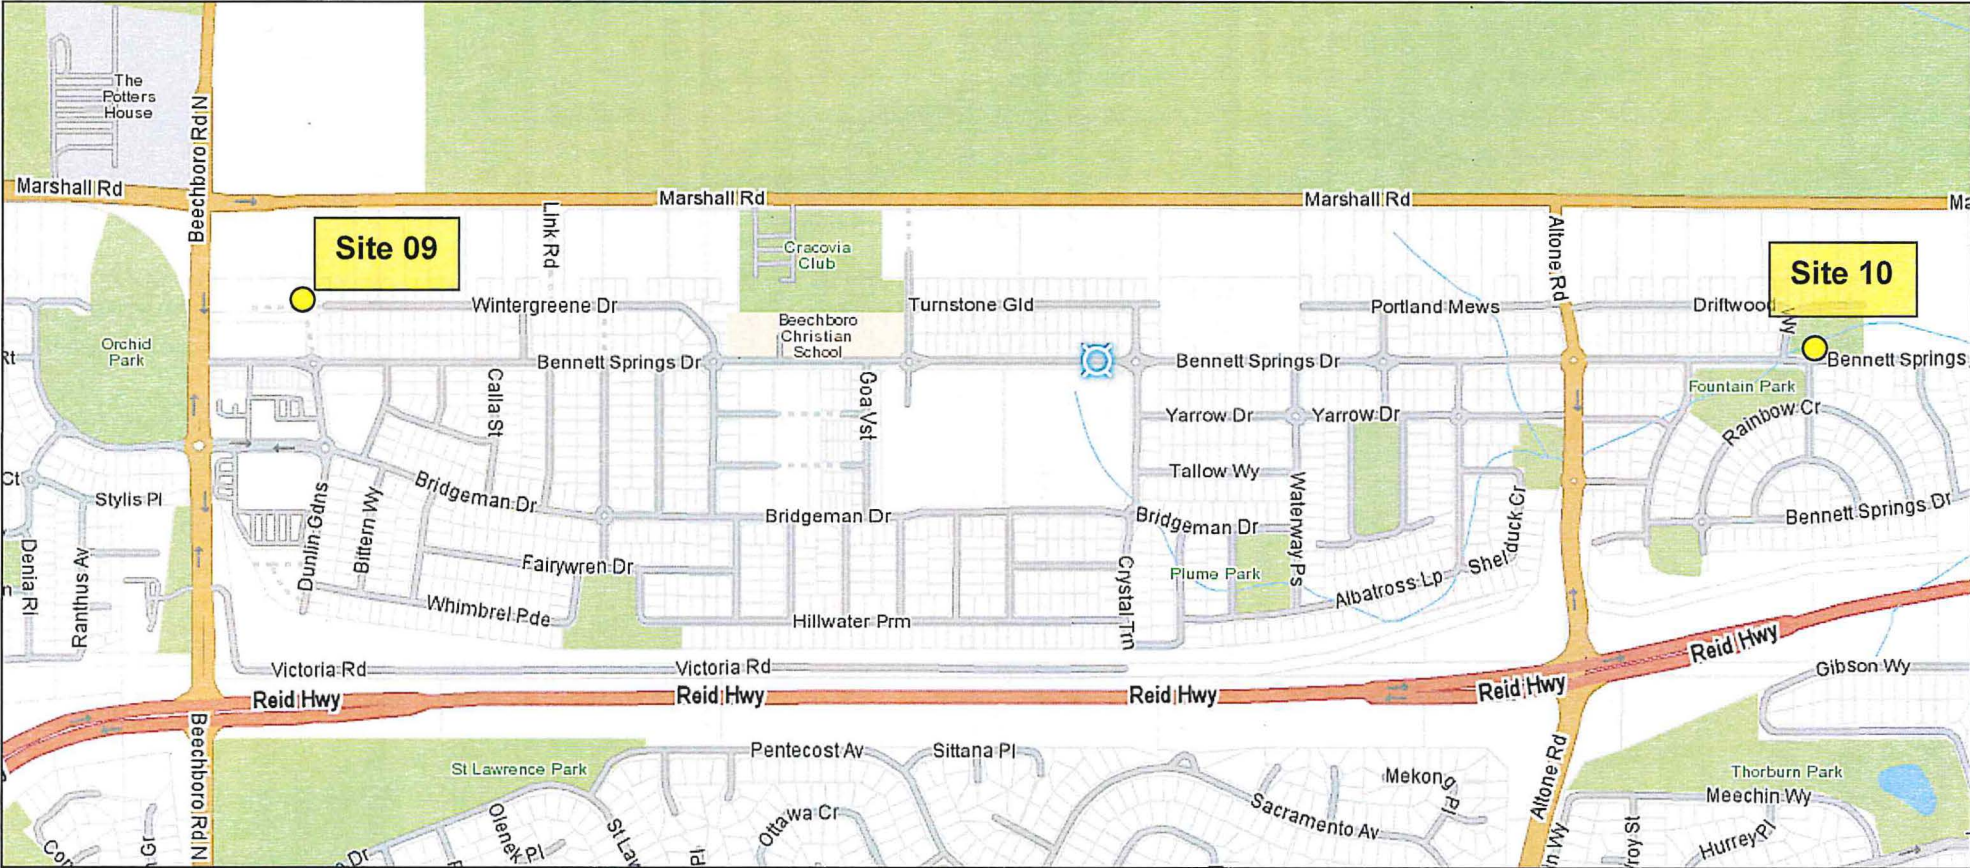 The
Potters
House
Beechboro Rd N
Marshall Rd
Marshall Rd
Marshall Rd
Site 09
Link Rd
Cracovia
Club
Altone Rd
Site 10
Wintergreene Dr
Turnstone Gld
Portland Mews
Driftwood
Wy
Orchid
Park
Beechboro
Christian
School
Bennett Springs Dr
Bennett Springs Dr
Bennett Springs
Calla St
Goa Vst
Fountain Park
Yarrow Dr
Yarrow Dr
Rainbow Cr
Ct
Stylis Pl
Bridgeman Dr
Tallow Wy
Waterway Ps
Shelduck Cr
Bennett Springs Dr
Dunlin Gdns
Bittern Wy
Bridgeman Dr
Bridgeman Dr
Denia Rl
Ranthus Av
Fairywren Dr
Crystal Trn
Plume Park
Albatross Lp
Whimbrel Pde
Hillwater Prm
Victoria Rd
Victoria Rd
Reid Hwy
Reid Hwy
Reid Hwy
Reid Hwy
Reid Hwy
Gibson Wy
Beechboro Rd N
St Lawrence Park
Pentecost Av
Sittana Pl
Altone Rd
Mekong Pl
Thorburn Park
Meechin Wy
Olenek Pl
St Law
Ottawa Cr
Sacramento Av
Hurrey Pl
Dr